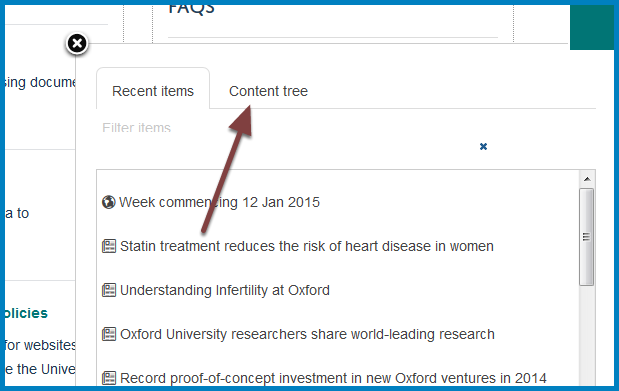 FAQs
sing docume
Recent items
Content tree
Filter items
Week commencing 12 Jan 2015
a to
Statin treatment reduces the risk of heart disease in women
Understanding Infertility at Oxford
olicies
Oxford University researchers share world-leading research
for websites
e the Univer
Record proof-of-concept investment in new Oxford ventures in 2014